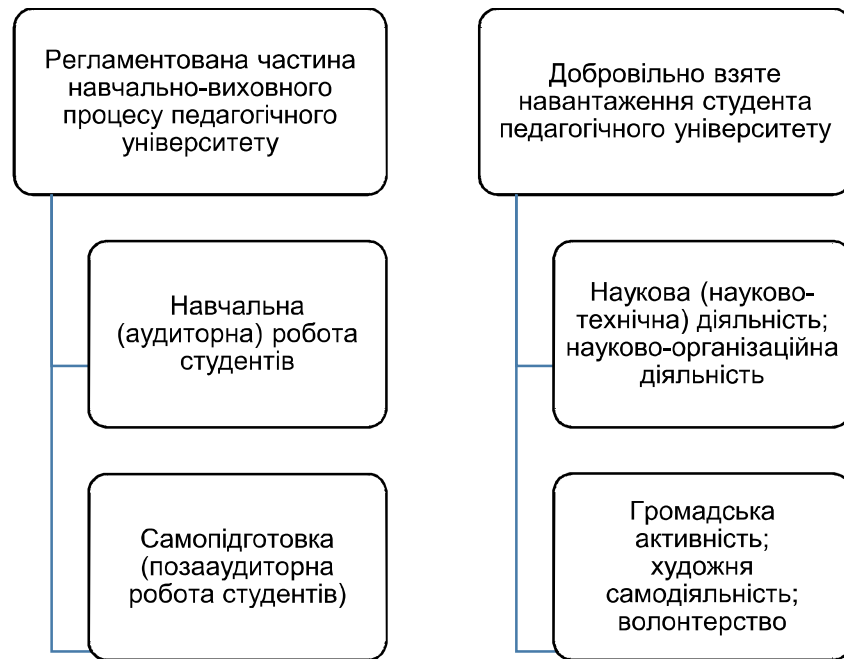 Регламентована частина
навчально-виховного
процесу педагогічного
університету
Навчальна
(аудиторна) робота
студентів
Самопідготовка
(позааудиторна
робота студентів)
Добровільно взяте
навантаження студента
педагогічного університету
Наукова (науково-
технічна) діяльність;
науково-організаційна
діяльність
Громадська
активність;
художня
самодіяльність;
волонтерство